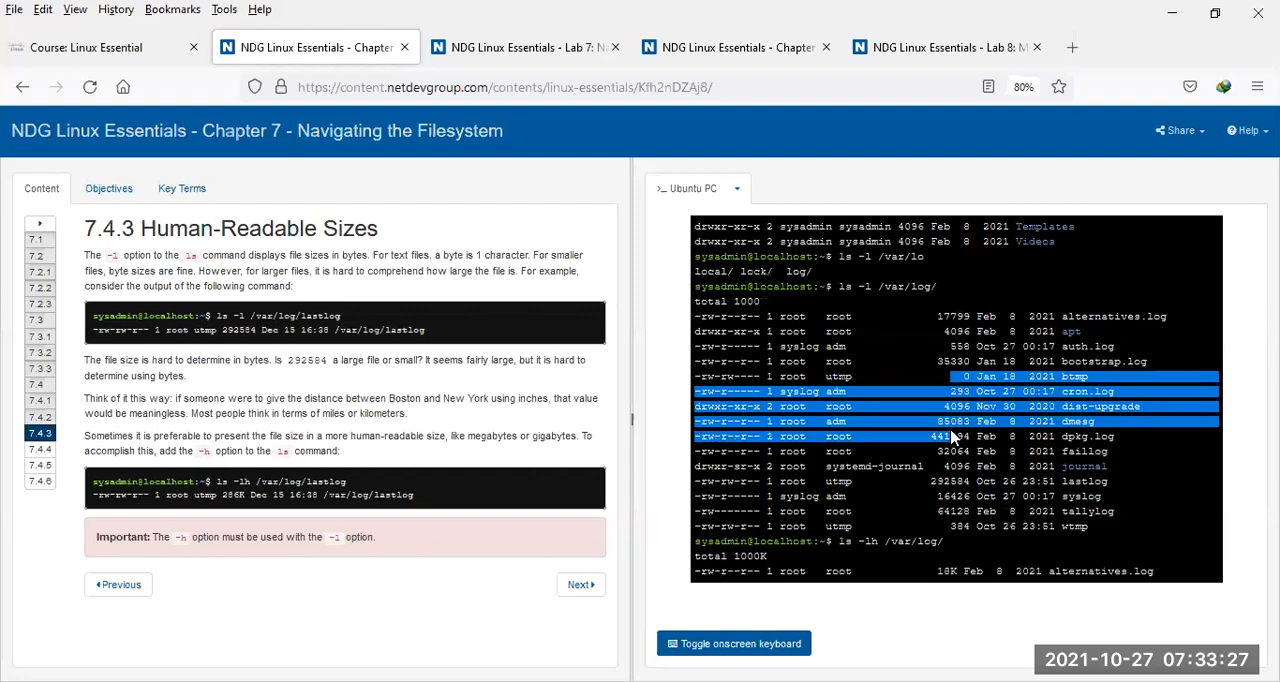 File Edit View History Bookmarks Tools Help
Course: Linux Essential
NDG Linux Essentials - Chapter
NDG Linux Essentials - Lab 7: Na
NDG Linux Essentials - Chapter
NDG Linux Essentials - Lab 8: M
https://content.netdevgroup.com/contents/linux-essentials/Kfh2nDZAj8/
80%
NDG Linux Essentials - Chapter 7 - Navigating the Filesystem
Share
Help
Content
Objectives
Key Terms
7.1
7.2
7.2.1
7.2.2
7.2.3
7.3
7.3.1
7.3.2
7.3.3
7.4
7.4.1
7.4.2
7.4.3
7.4.4
7.4.5
7.4.6
7.4.3 Human-Readable Sizes
The -l option to the ls command displays file sizes in bytes. For text files, a byte is 1 character. For smaller
files, byte sizes are fine. However, for larger files, it is hard to comprehend how large the file is. For example,
consider the output of the following command:
sysadmin@localhost:~$ ls -l /var/log/lastlog
-rw-rw-r-- 1 root utmp 292584 Dec 15 16:38 /var/log/lastlog
The file size is hard to determine in bytes. Is 292584 a large file or small? It seems fairly large, but it is hard to
determine using bytes.
Think of it this way: if someone were to give the distance between Boston and New York using inches, that value
would be meaningless. Most people think in terms of miles or kilometers.
Sometimes it is preferable to present the file size in a more human-readable size, like megabytes or gigabytes. To
accomplish this, add the -h option to the ls command:
sysadmin@localhost:~$ ls -lh /var/log/lastlog
-rw-rw-r-- 1 root utmp 286K Dec 15 16:38 /var/log/lastlog
Important: The -h option must be used with the -l option.
Previous
Next
>_ Ubuntu PC
drwxr-xr-x 2 sysadmin sysadmin 4096 Feb 8 2021 Templates
drwxr-xr-x 2 sysadmin sysadmin 4096 Feb 8 2021 Videos
sysadmin@localhost:~$ ls -l /var/lo
local/ lock/ log/
sysadmin@localhost:~$ ls -l /var/log/
total 1000
-rw-r--r-- 1 root root 17799 Feb 8 2021 alternatives.log
drwxr-xr-x 2 root root 4096 Feb 8 2021 apt
-rw-r----- 1 syslog adm 558 Oct 27 00:17 auth.log
-rw-r--r-- 1 root root 35330 Jan 18 2021 bootstrap.log
-rw-rw---- 1 root utmp 0 Jan 18 2021 btmp
-rw-r----- 1 syslog adm 293 Oct 27 00:17 cron.log
drwxr-xr-x 2 root root 4096 Nov 30 2020 dist-upgrade
-rw-r--r-- 1 root adm 85083 Feb 8 2021 dmesg
-rw-r--r-- 1 root root Feb 8 2021 dpkg.log
-rw-r--r-- 1 root root 32064 Feb 8 2021 faillog
drwxr-sr-x 2 root systemd-journal 4096 Feb 8 2021 journal
-rw-rw-r-- 1 root utmp 292584 Oct 26 23:51 lastlog
-rw-r----- 1 syslog adm 16426 Oct 27 00:17 syslog
-rw-r--r-- 1 root root 64128 Feb 8 2021 tallylog
-rw-rw-r-- 1 root utmp 384 Oct 26 23:51 wtmp
sysadmin@localhost:~$ ls -lh /var/log/
total 1000K
-rw-r--r-- 1 root root 18K Feb 8 2021 alternatives.log
Toggle onscreen keyboard
2021-10-27 07:33:27